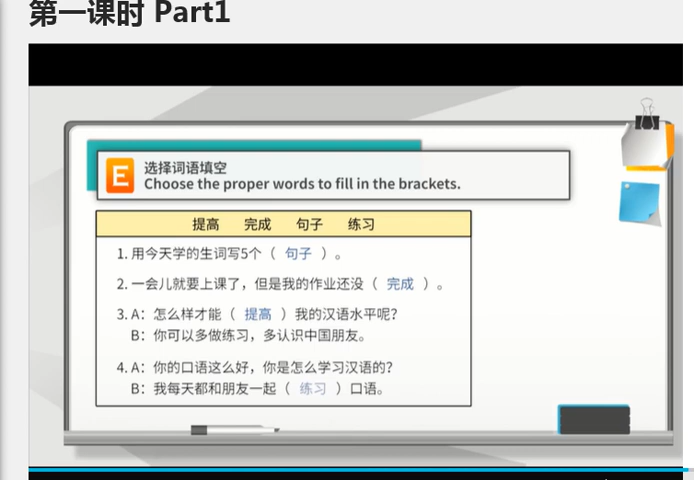 第一课时 Part1
E
选择词语填空
Choose the proper words to fill in the brackets.
提高 完成 句子 练习
1. 用今天学的生词写5个（ 句子 ）。
2. 一会儿就要上课了，但是我的作业还没（ 完成 ）。
3. A：怎么样才能（ 提高 ）我的汉语水平呢？
B：你可以多做练习，多认识中国朋友。
4. A：你的口语这么好，你是怎么学习汉语的？
B：我每天都和朋友一起（ 练习 ）口语。